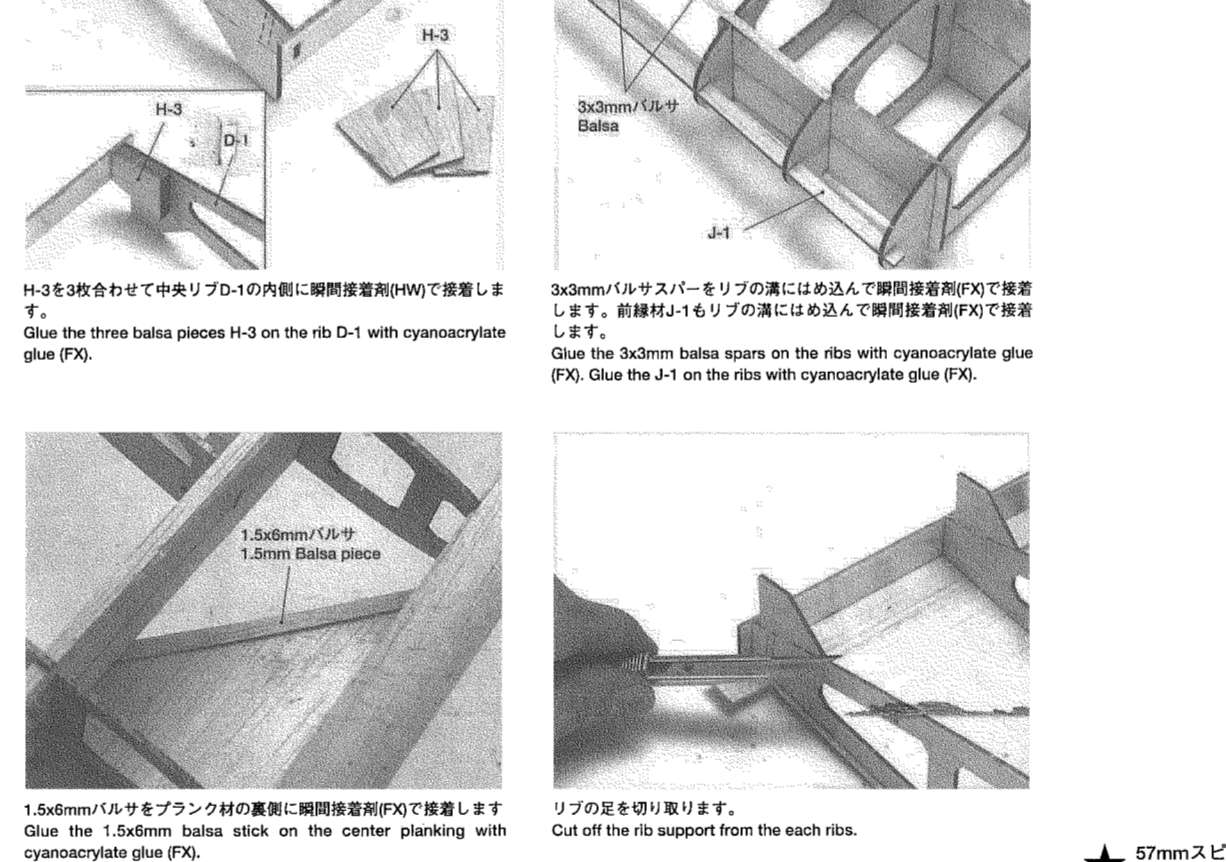 H-3
H-3
D-1
H-3を3枚合わせて中央リブD-1の内側に瞬間接着剤(HW)で接着しま
す。
Glue the three balsa pieces H-3 on the rib D-1 with cyanoacrylate
glue (FX).
3x3mmバルサ
Balsa
J-1
3x3mmバルサスパーをリブの溝にはめ込んで瞬間接着剤(FX)で接着
します。前縁材J-1もリブの溝にはめ込んで瞬間接着剤(FX)で接着
します。
Glue the 3x3mm balsa spars on the ribs with cyanoacrylate glue
(FX). Glue the J-1 on the ribs with cyanoacrylate glue (FX).
1.5x6mmバルサ
1.5mm Balsa piece
1.5x6mmバルサをプランク材の裏側に瞬間接着剤(FX)で接着します
Glue the 1.5x6mm balsa stick on the center planking with
cyanoacrylate glue (FX).
リブの足を切り取ります。
Cut off the rib support from the each ribs.
★ 57mmスピ